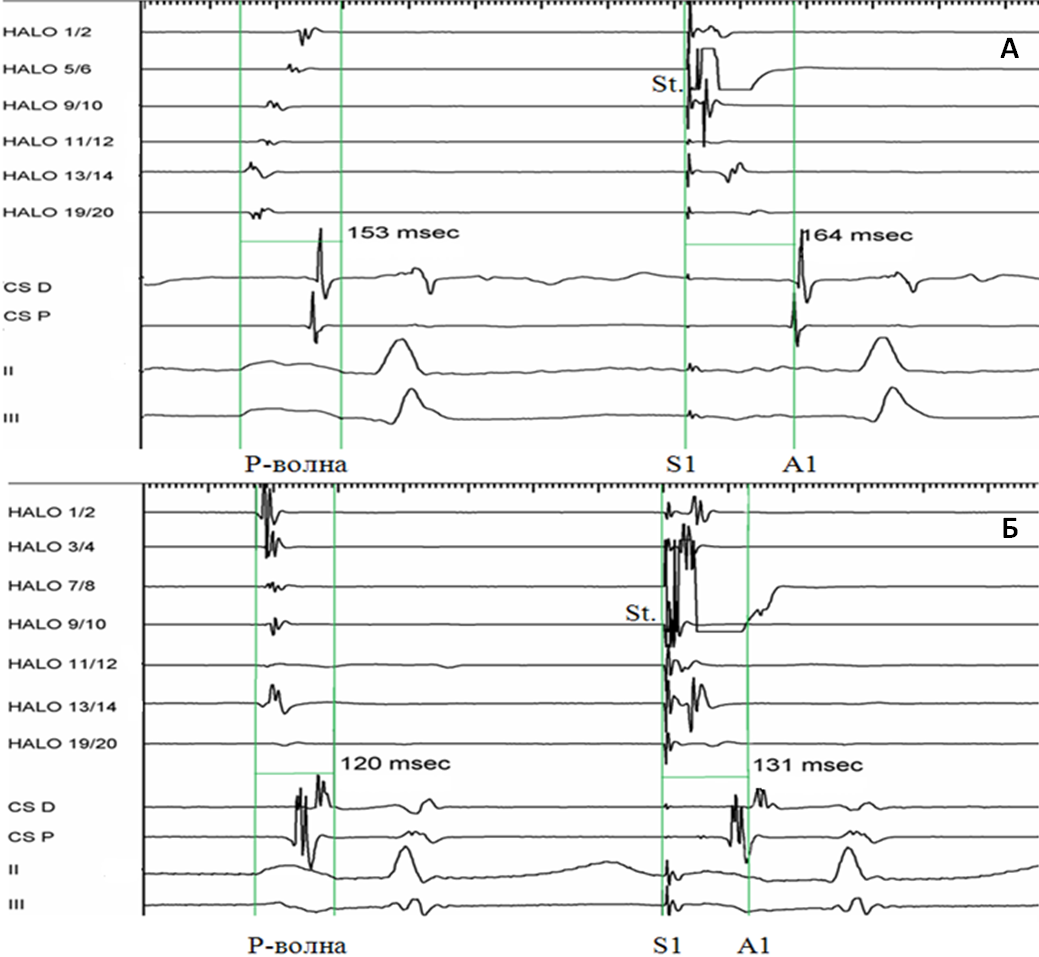 HALO 1/2
А
HALO 5/6
St.
HALO 9/10
HALO 11/12
HALO 13/14
HALO 19/20
153 msec
164 msec
CS D
CS P
II
III
Р-волна
S1
A1
HALO 1/2
Б
HALO 3/4
HALO 7/8
St.
HALO 9/10
HALO 11/12
HALO 13/14
HALO 19/20
120 msec
131 msec
CS D
CS P
II
III
Р-волна
S1
A1